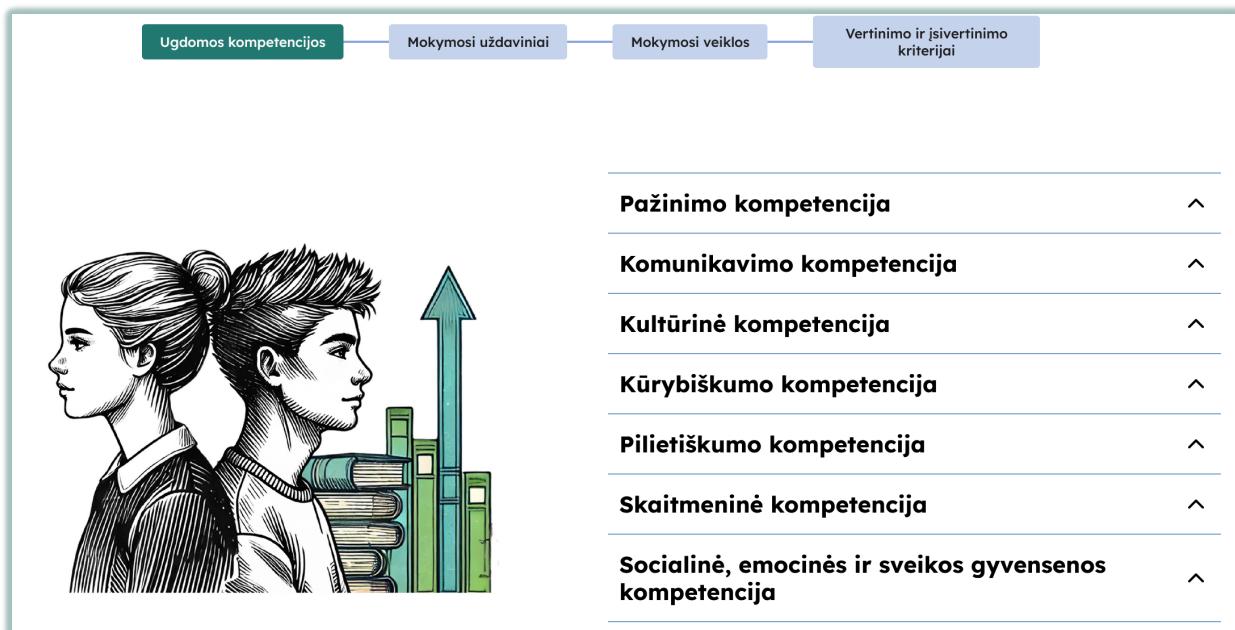 Ugdomos kompetencijos
Mokymosi uždaviniai
Mokymosi veiklos
Vertinimo ir įsivertinimo
kriterijai
Pažinimo kompetencija
Komunikavimo kompetencija
Kultūrinė kompetencija
Kūrybiškumo kompetencija
Pilietiškumo kompetencija
Skaitmeninė kompetencija
Socialinė, emocinės ir sveikos gyvensenos
kompetencija